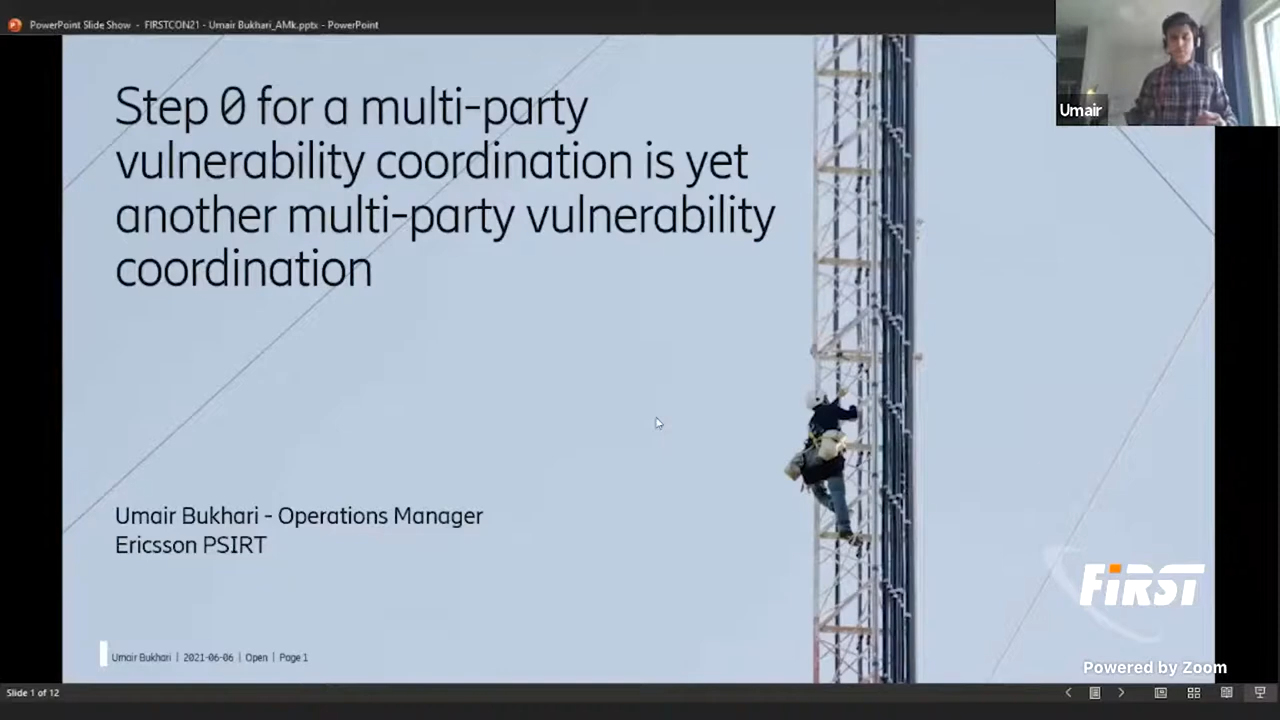 PowerPoint Slide Show - FIRSTCON21 - Umair Bukhari_AMk.pptx - PowerPoint
Umair
Step 0 for a multi-party
vulnerability coordination is yet
another multi-party vulnerability
coordination
Umair Bukhari - Operations Manager
Ericsson PSIRT
FiRST
Umair Bukhari | 2021-06-06 | Open | Page 1
Powered by Zoom
Slide 1 of 12